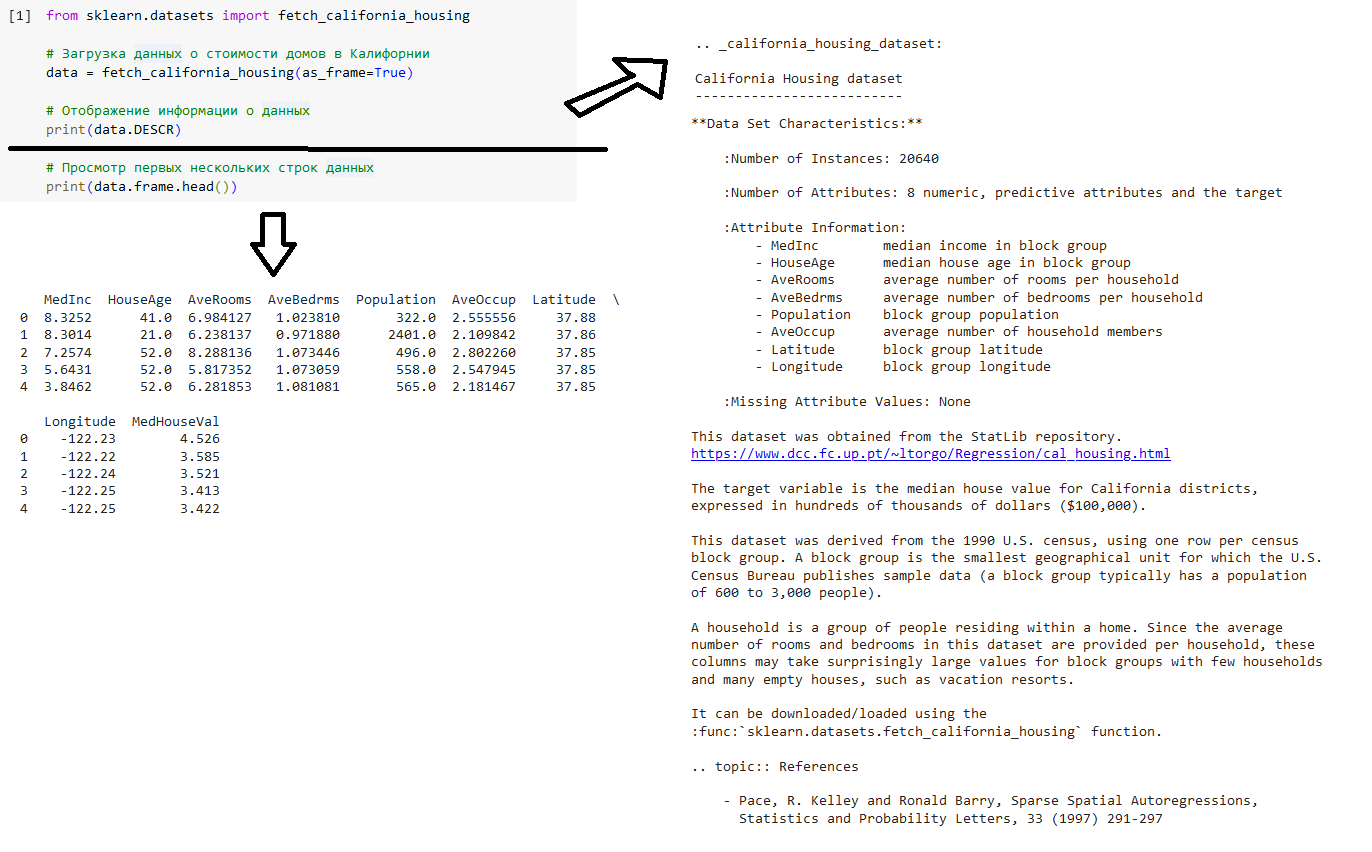 [1] from sklearn.datasets import fetch_california_housing
# Загрузка данных о стоимости домов в Калифорнии
data = fetch_california_housing(as_frame=True)
# Отображение информации о данных
print(data.DESCR)
# Просмотр первых нескольких строк данных
print(data.frame.head())
MedInc HouseAge AveRooms AveBedrms Population AveOccup Latitude \
0 8.3252 41.0 6.984127 1.023810 322.0 2.555556 37.88
1 8.3014 21.0 6.238137 0.971880 2401.0 2.109842 37.86
2 7.2574 52.0 8.288136 1.073446 496.0 2.802260 37.85
3 5.6431 52.0 5.817352 1.073059 558.0 2.547945 37.85
4 3.8462 52.0 6.281853 1.081081 565.0 2.181467 37.85
Longitude MedHouseVal
0 -122.23 4.526
1 -122.22 3.585
2 -122.24 3.521
3 -122.25 3.413
4 -122.25 3.422
.. _california_housing_dataset:
California Housing dataset
--------------------------
**Data Set Characteristics:**
:Number of Instances: 20640
:Number of Attributes: 8 numeric, predictive attributes and the target
:Attribute Information:
- MedInc median income in block group
- HouseAge median house age in block group
- AveRooms average number of rooms per household
- AveBedrms average number of bedrooms per household
- Population block group population
- AveOccup average number of household members
- Latitude block group latitude
- Longitude block group longitude
:Missing Attribute Values: None
This dataset was obtained from the StatLib repository.
https://www.dcc.fc.up.pt/~ltorgo/Regression/cal_housing.html
The target variable is the median house value for California districts,
expressed in hundreds of thousands of dollars ($100,000).
This dataset was derived from the 1990 U.S. census, using one row per census
block group. A block group is the smallest geographical unit for which the U.S.
Census Bureau publishes sample data (a block group typically has a population
of 600 to 3,000 people).
A household is a group of people residing within a home. Since the average
number of rooms and bedrooms in this dataset are provided per household, these
columns may take surprisingly large values for block groups with few households
and many empty houses, such as vacation resorts.
It can be downloaded/loaded using the
:func:`sklearn.datasets.fetch_california_housing` function.
.. topic:: References
- Pace, R. Kelley and Ronald Barry, Sparse Spatial Autoregressions,
Statistics and Probability Letters, 33 (1997) 291-297